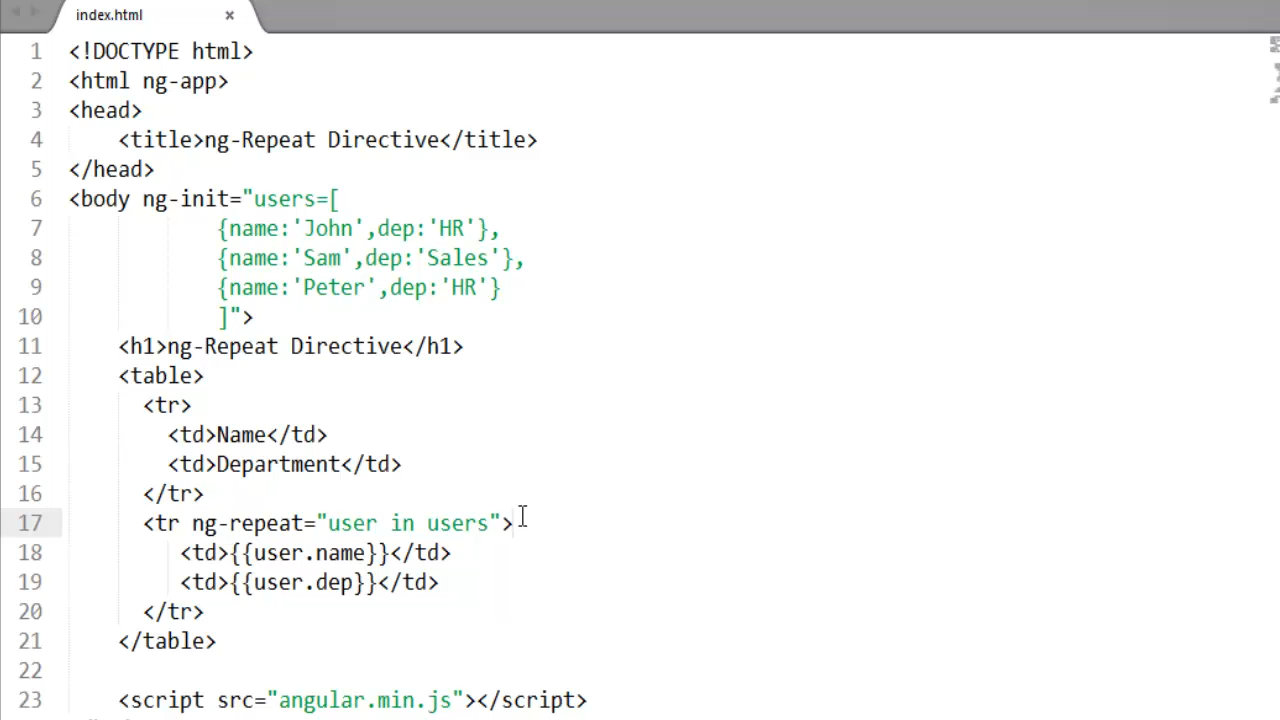 index.html ×
1 <!DOCTYPE html>
2 <html ng-app>
3 <head>
4 <title>ng-Repeat Directive</title>
5 </head>
6 <body ng-init="users=[
7 {name:'John',dep:'HR'},
8 {name:'Sam',dep:'Sales'},
9 {name:'Peter',dep:'HR'}
10 ]">
11 <h1>ng-Repeat Directive</h1>
12 <table>
13 <tr>
14 <td>Name</td>
15 <td>Department</td>
16 </tr>
17 <tr ng-repeat="user in users">
18 <td>{{user.name}}</td>
19 <td>{{user.dep}}</td>
20 </tr>
21 </table>
22
23 <script src="angular.min.js"></script>